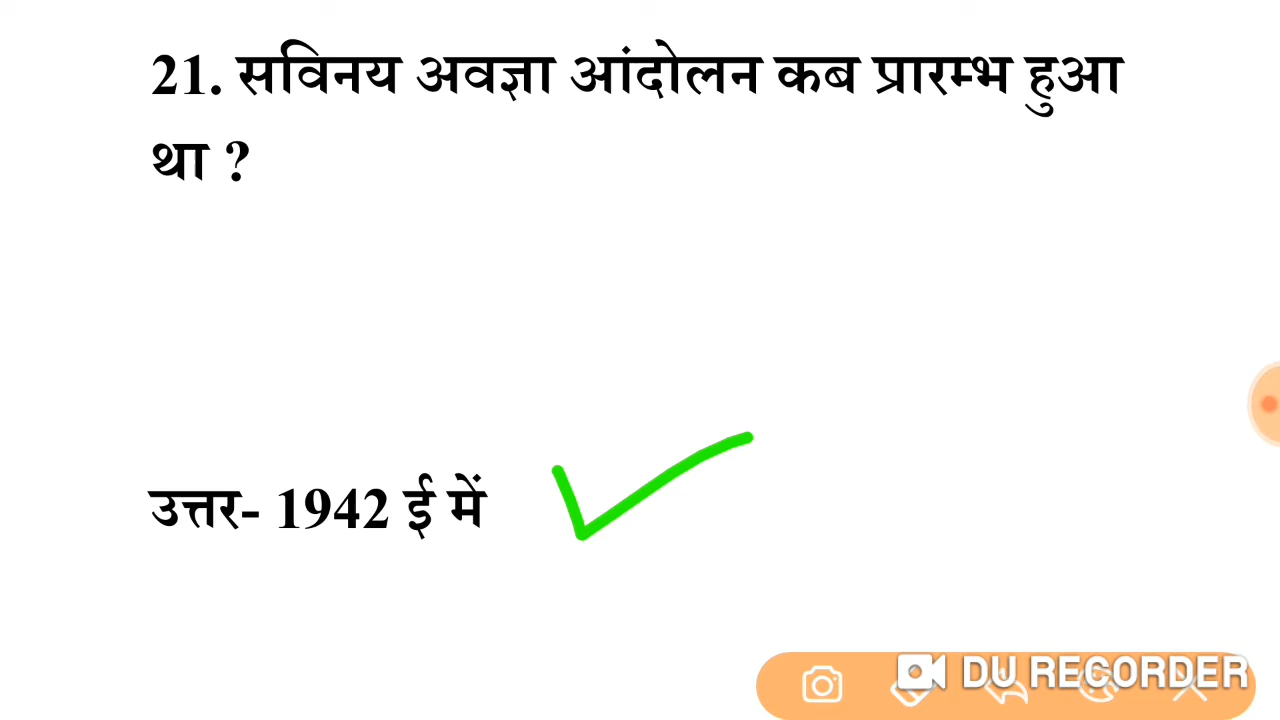 21. सविनय अवज्ञा आंदोलन कब प्रारम्भ हुआ
था ?
उत्तर- 1942 ई में
DU RECORDER